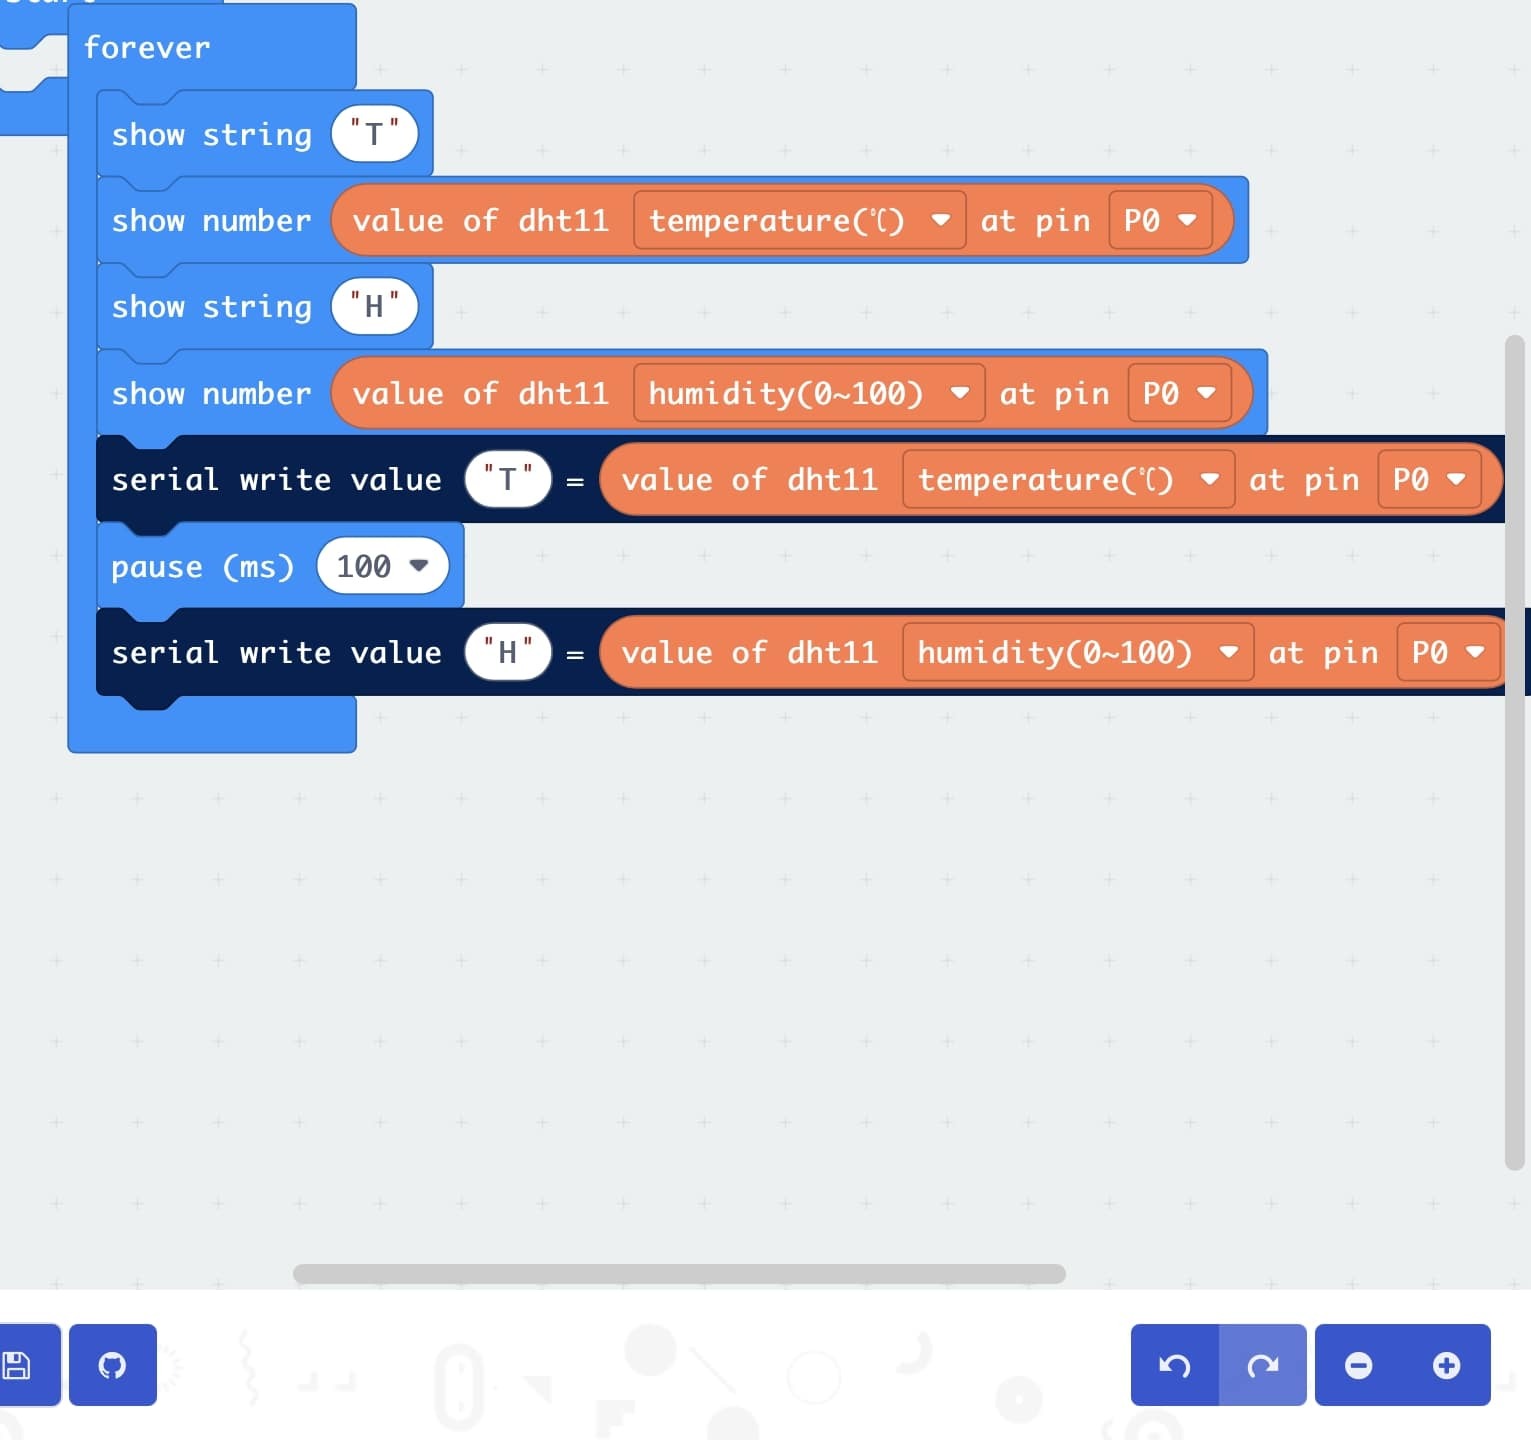 forever
show string "T"
show number value of dht11 temperature(℃) at pin P0
show string "H"
show number value of dht11 humidity(0~100) at pin P0
serial write value "T" = value of dht11 temperature(℃) at pin P0
pause (ms) 100
serial write value "H" = value of dht11 humidity(0~100) at pin P0